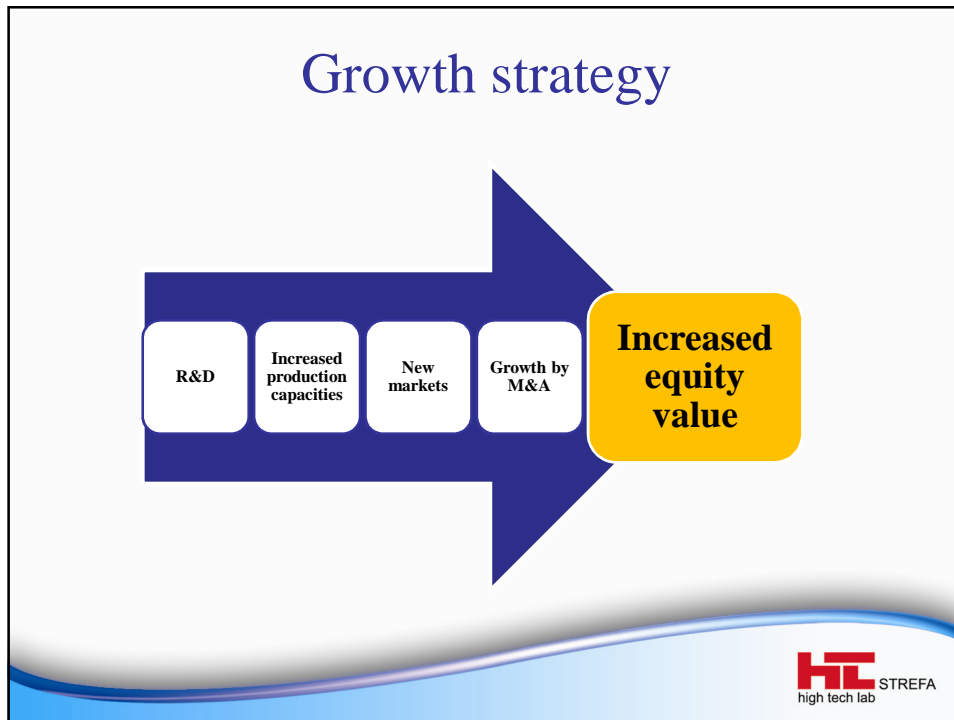 Growth strategy
R&D
Increased
production
capacities
New
markets
Growth by
M&A
Increased
equity
value
HTL STREFA
high tech lab